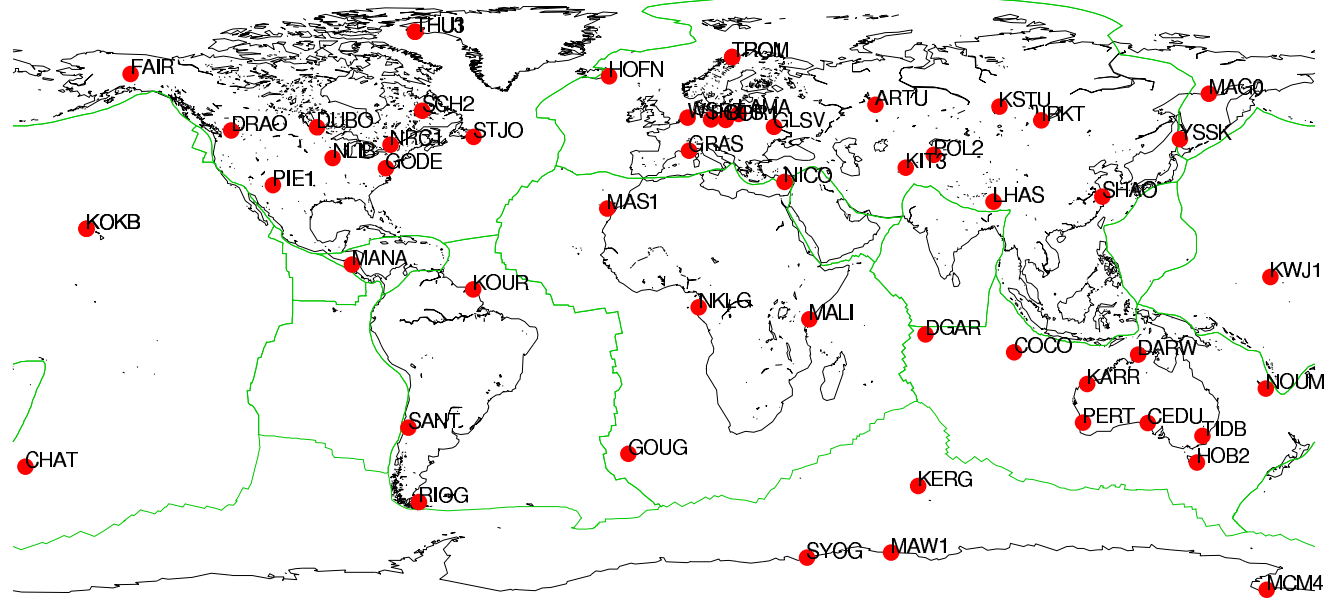 THU3
TROM
FAIR
HOFN
MAG0
SCH2
ARTU
KSTU
DRAO
DUBO
STJO
GLSV
IRKT
NRC1
YSSK
NLIB
GODE
GRAS
POL2
KIT3
PIE1
NICO
LHAS
SHAO
KOKB
MAS1
MANA
KOUR
KWJ1
NKLG
MALI
DGAR
COCO
DARW
KARR
NOUM
SANT
PERT
CEDU
TIDB
CHAT
GOUG
HOB2
RIOG
KERG
SYOG
MAW1
MCM4